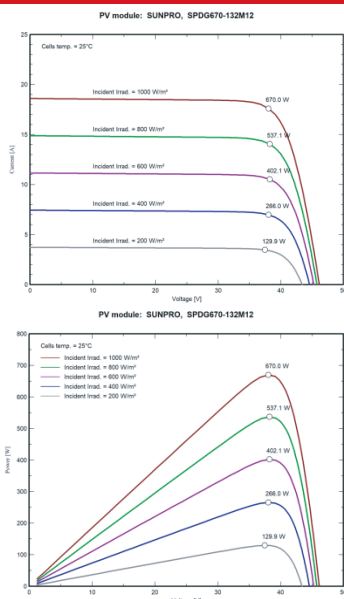 PV module: SUNPRO, SPDG670-132M12
25
Cells temp. = 25°C
Incident Irrad. = 1000 W/m²
670.0 W
20
Incident Irrad. = 800 W/m²
537.1 W
15
Incident Irrad. = 600 W/m²
402.1 W
10
Incident Irrad. = 400 W/m²
266.0 W
5
Incident Irrad. = 200 W/m²
129.9 W
0
Current [A]
0 10 20 30 40 50
Voltage [V]
PV module: SUNPRO, SPDG670-132M12
800
Cells temp. = 25°C
Incident Irrad. = 1000 W/m²
Incident Irrad. = 800 W/m²
Incident Irrad. = 600 W/m²
Incident Irrad. = 400 W/m²
Incident Irrad. = 200 W/m²
670.0 W
700
600
537.1 W
500
402.1 W
400
300
266.0 W
200
129.9 W
100
0
Power [W]
0 10 20 30 40 50